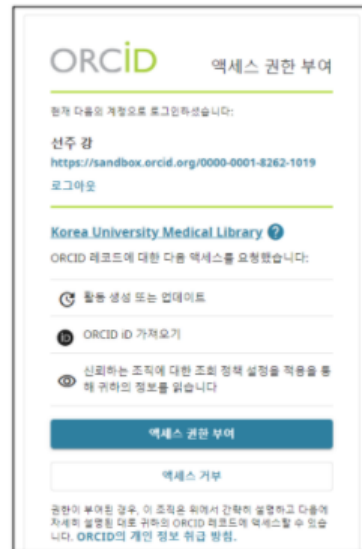 ORCiD
액세스 권한 부여
현재 다음의 계정으로 로그인하셨습니다:
선주 강
https://sandbox.orcid.org/0000-0001-8262-1019
로그아웃
Korea University Medical Library ?
ORCID 레코드에 대한 다음 액세스를 요청했습니다:
활동 생성 또는 업데이트
iD ORCID iD 가져오기
신뢰하는 조직에 대한 조회 정책 설정을 적용을 통
해 귀하의 정보를 읽습니다
액세스 권한 부여
액세스 거부
권한이 부여된 경우, 이 조직은 위에서 간략히 설명하고 다음에
자세히 설명된 대로 귀하의 ORCID 레코드에 액세스할 수 있습
니다. ORCID의 개인 정보 취급 방침.